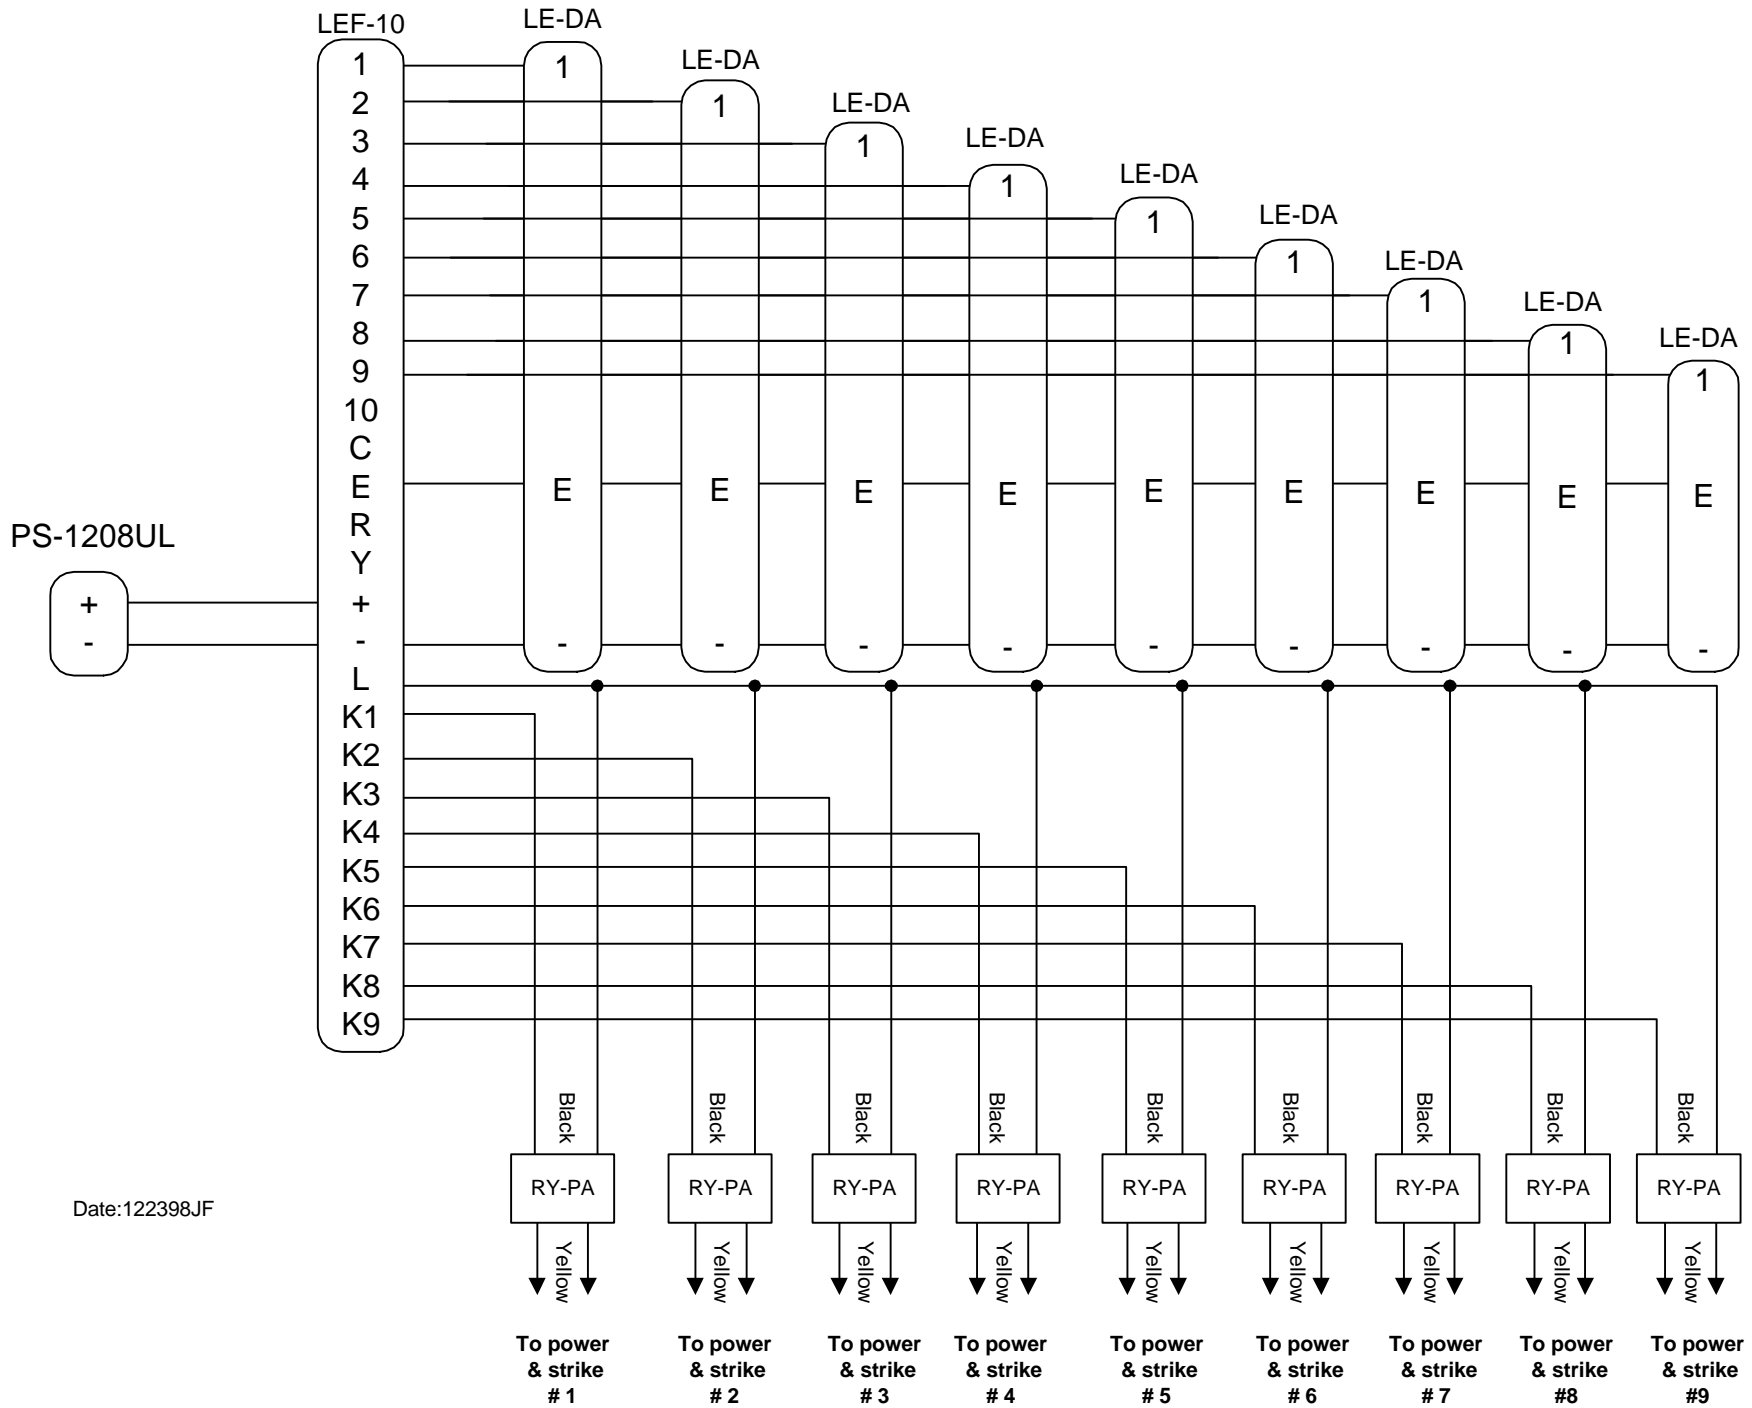 LEF-10
LE-DA
LE-DA
LE-DA
LE-DA
LE-DA
LE-DA
LE-DA
LE-DA
LE-DA
1
2
3
4
5
6
7
8
9
10
C
E
R
Y
+
-
L
K1
K2
K3
K4
K5
K6
K7
K8
K9
1
1
1
1
1
1
1
1
1
E
E
E
E
E
E
E
E
E
-
-
-
-
-
-
-
-
-
PS-1208UL
+
-
Black
Black
Black
Black
Black
Black
Black
Black
Black
RY-PA
RY-PA
RY-PA
RY-PA
RY-PA
RY-PA
RY-PA
RY-PA
RY-PA
Date:122398JF
Yellow
Yellow
Yellow
Yellow
Yellow
Yellow
Yellow
Yellow
Yellow
To power
& strike
# 1
To power
& strike
# 2
To power
& strike
# 3
To power
& strike
# 4
To power
& strike
# 5
To power
& strike
# 6
To power
& strike
# 7
To power
& strike
#8
To power
& strike
#9